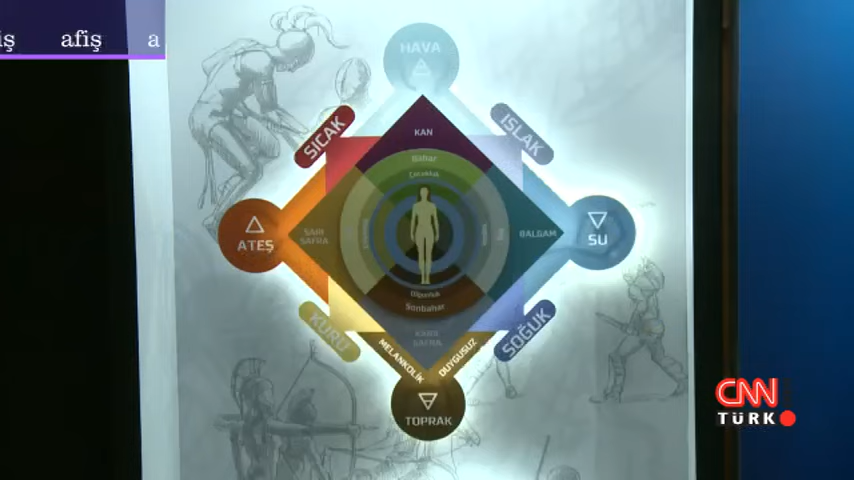 iş afiş a
HAVA
SICAK
ISLAK
KAN
Bahar
Çocukluk
ATEŞ
SARI
SAFRA
BALGAM
SU
Olgunluk
Sonbahar
KURU
SOĞUK
KARA
SAFRA
MELANKOLİK
DUYGUSUZ
TOPRAK
CNN
TÜRK